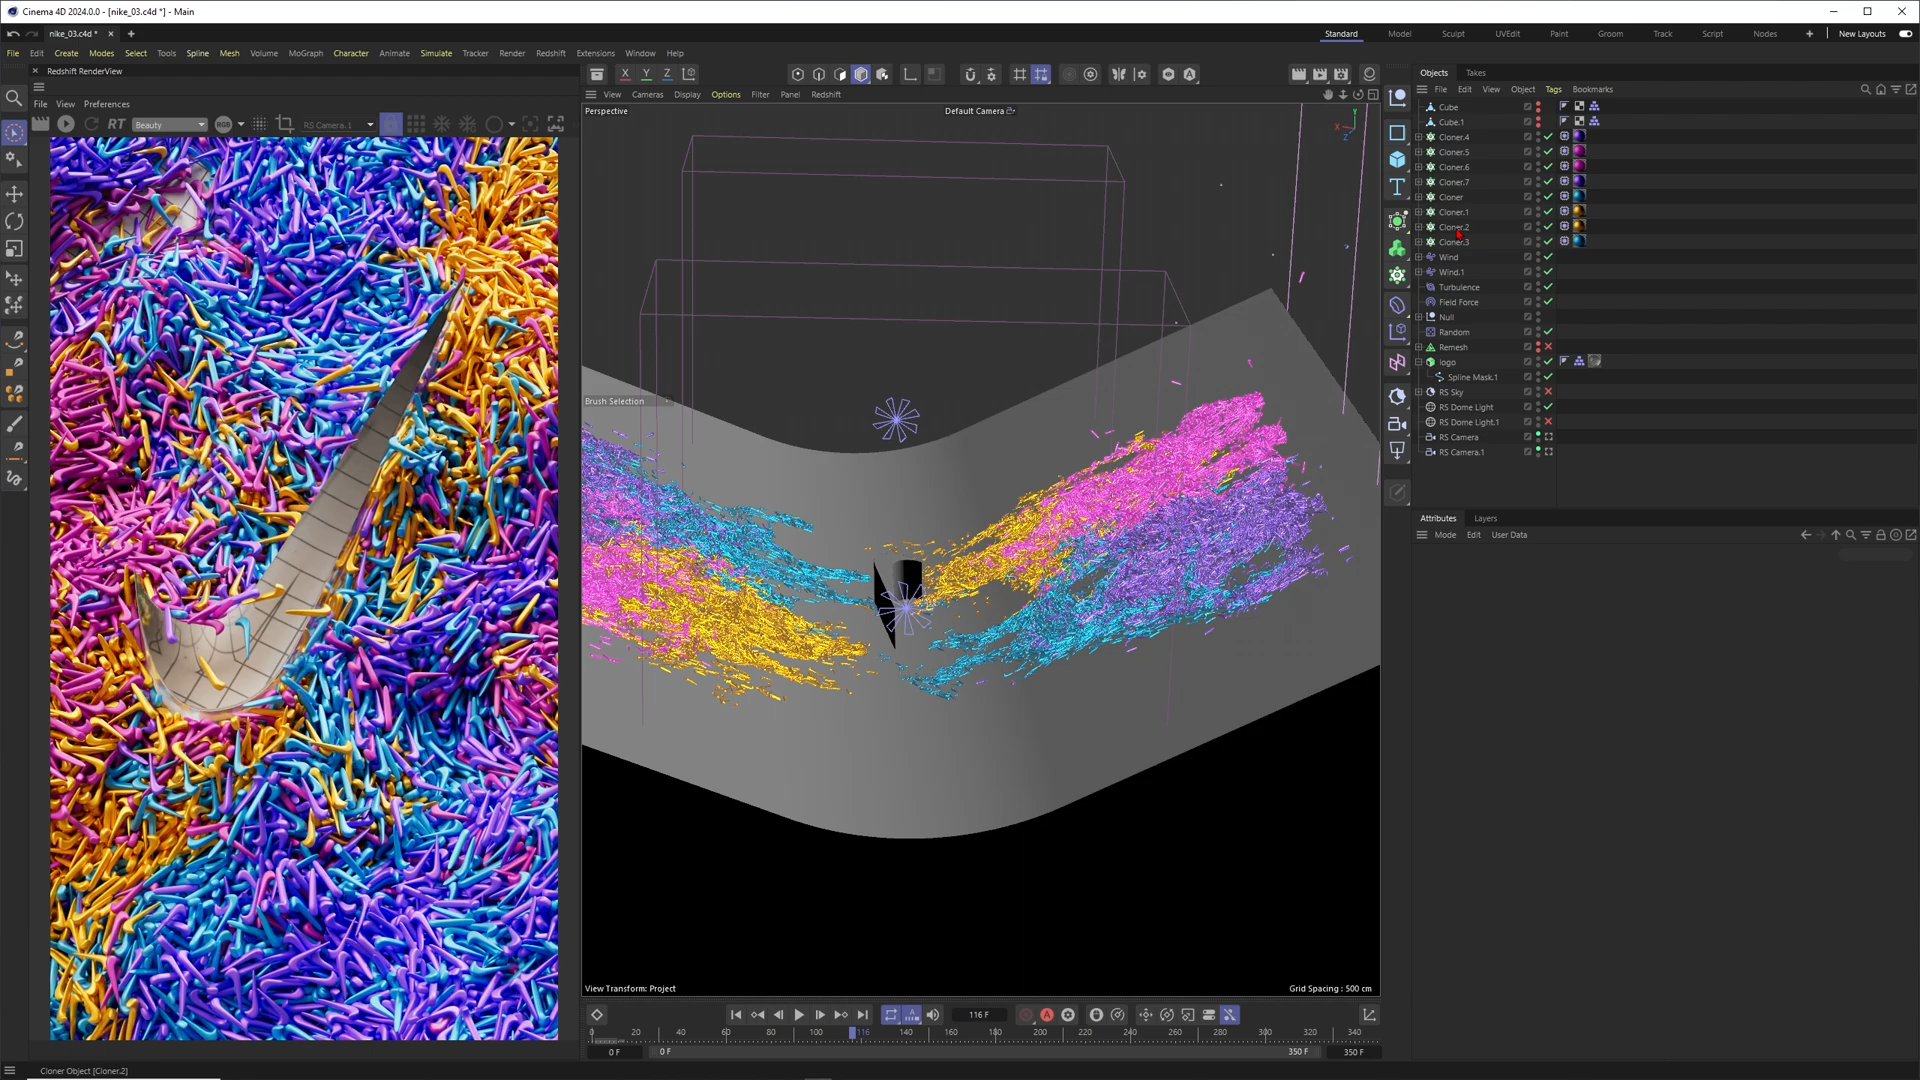 Cinema 4D 2024.0.0 - [nike_03.c4d *] - Main
nike_03.c4d *
Standard Model Sculpt UVEdit Paint Groom Track Script Nodes New Layouts
File Edit Create Modes Select Tools Spline Mesh Volume MoGraph Character Animate Simulate Tracker Render Redshift Extensions Window Help
Redshift RenderView
File View Preferences
RT Beauty RGB RS Camera.1
X Y Z
View Cameras Display Options Filter Panel Redshift
Perspective
Default Camera
Brush Selection
View Transform: Project
Grid Spacing : 500 cm
Objects Takes
File Edit View Object Tags Bookmarks
Cube
Cube.1
Cloner.4
Cloner.5
Cloner.6
Cloner.7
Cloner
Cloner.1
Cloner.2
Cloner.3
Wind
Wind.1
Turbulence
Field Force
Null
Random
Remesh
logo
Spline Mask.1
RS Sky
RS Dome Light
RS Dome Light.1
RS Camera
RS Camera.1
Attributes Layers
Mode Edit User Data
116 F
0 20 40 60 80 100 116 140 160 180 200 220 240 260 280 300 320 340
0 F 0 F 350 F 350 F
Cloner Object [Cloner.2]